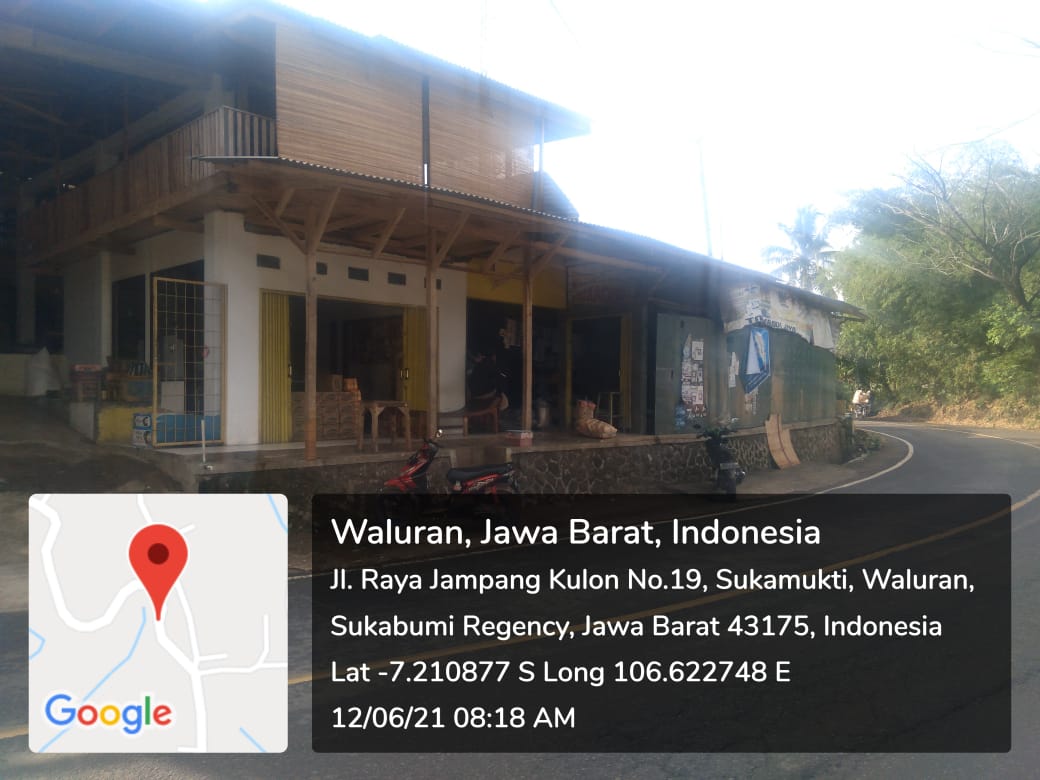 Waluran, Jawa Barat, Indonesia
Jl. Raya Jampang Kulon No.19, Sukamukti, Waluran,
Sukabumi Regency, Jawa Barat 43175, Indonesia
Lat -7.210877 S Long 106.622748 E
12/06/21 08:18 AM
Google